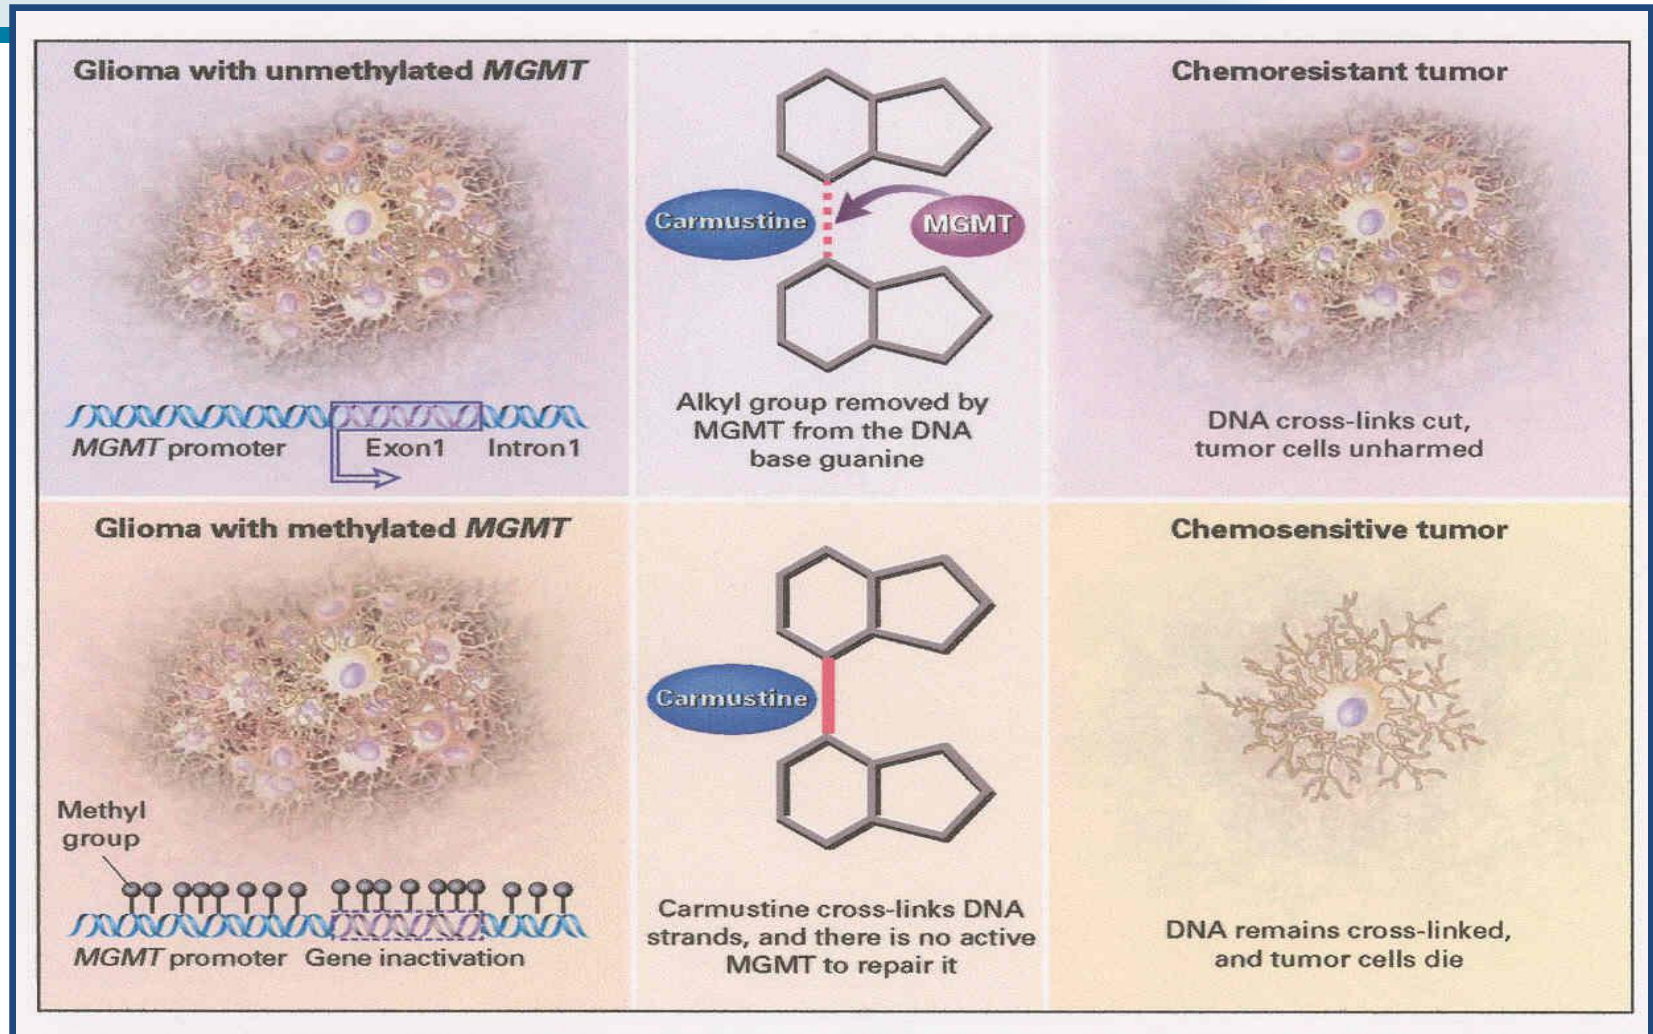 Glioma with unmethylated MGMT
MGMT promoter
Exon1
Intron1
Carmustine
MGMT
Alkyl group removed by
MGMT from the DNA
base guanine
Chemoresistant tumor
DNA cross-links cut,
tumor cells unharmed
Glioma with methylated MGMT
Methyl
group
MGMT promoter
Gene inactivation
Carmustine
Carmustine cross-links DNA
strands, and there is no active
MGMT to repair it
Chemosensitive tumor
DNA remains cross-linked,
and tumor cells die